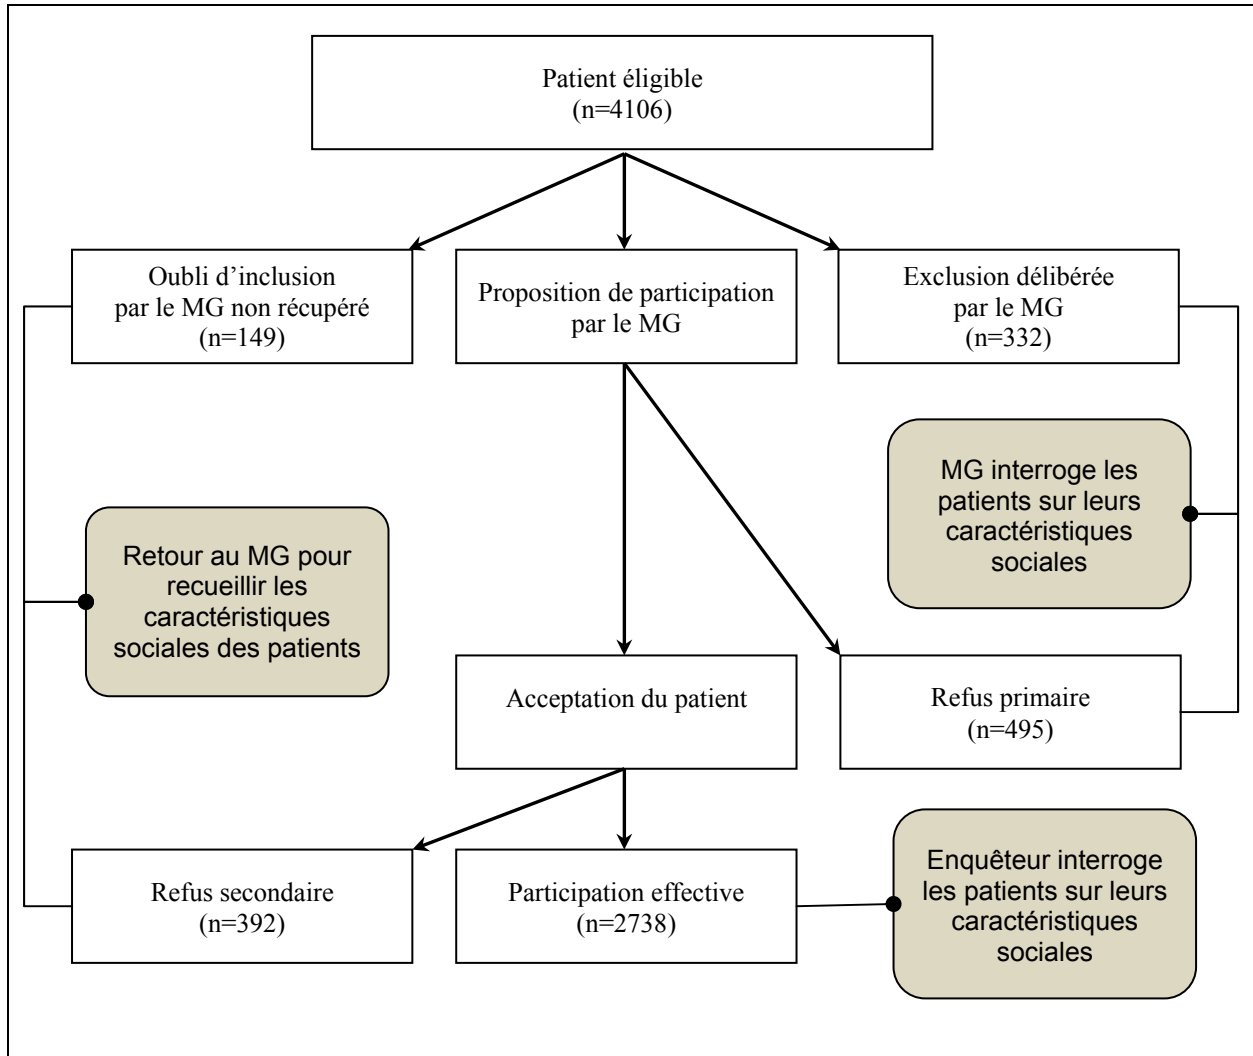 Patient éligible
(n=4106)
Oubli d’inclusion
par le MG non récupéré
(n=149)
Proposition de participation
par le MG
Exclusion délibérée
par le MG
(n=332)
MG interroge les
patients sur leurs
caractéristiques
sociales
Retour au MG pour
recueillir les
caractéristiques
sociales des patients
Acceptation du patient
Refus primaire
(n=495)
Refus secondaire
(n=392)
Participation effective
(n=2738)
Enquêteur interroge
les patients sur leurs
caractéristiques
sociales